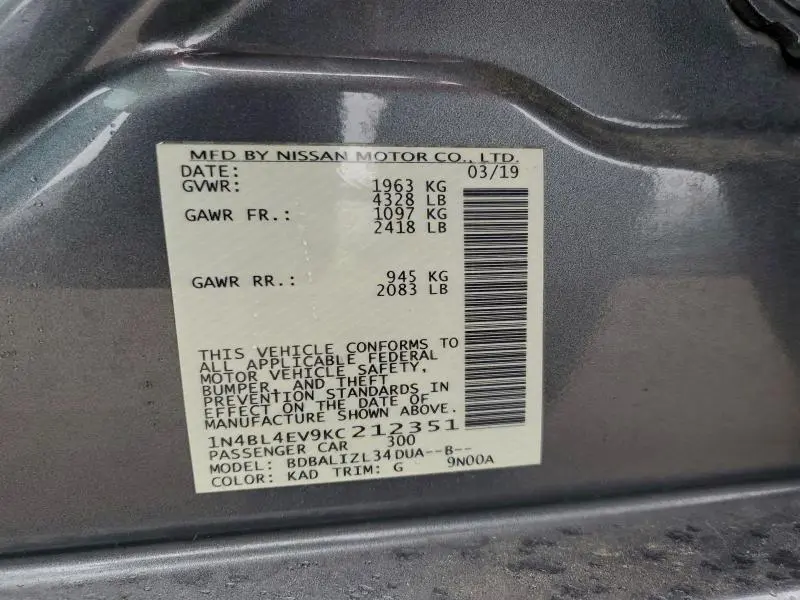 MFD BY NISSAN MOTOR CO., LTD.
DATE: 03/19
GVWR: 1963 KG
4328 LB
GAWR FR.: 1097 KG
2418 LB
GAWR RR.: 945 KG
2083 LB
THIS VEHICLE CONFORMS TO
ALL APPLICABLE FEDERAL
MOTOR VEHICLE SAFETY,
BUMPER, AND THEFT
PREVENTION STANDARDS IN
EFFECT ON THE DATE OF
MANUFACTURE SHOWN ABOVE.
1N4BL4EV9KC212351
PASSENGER CAR 300
MODEL: BDBALIZL34DUA--B--
COLOR: KAD TRIM: G 9N00A